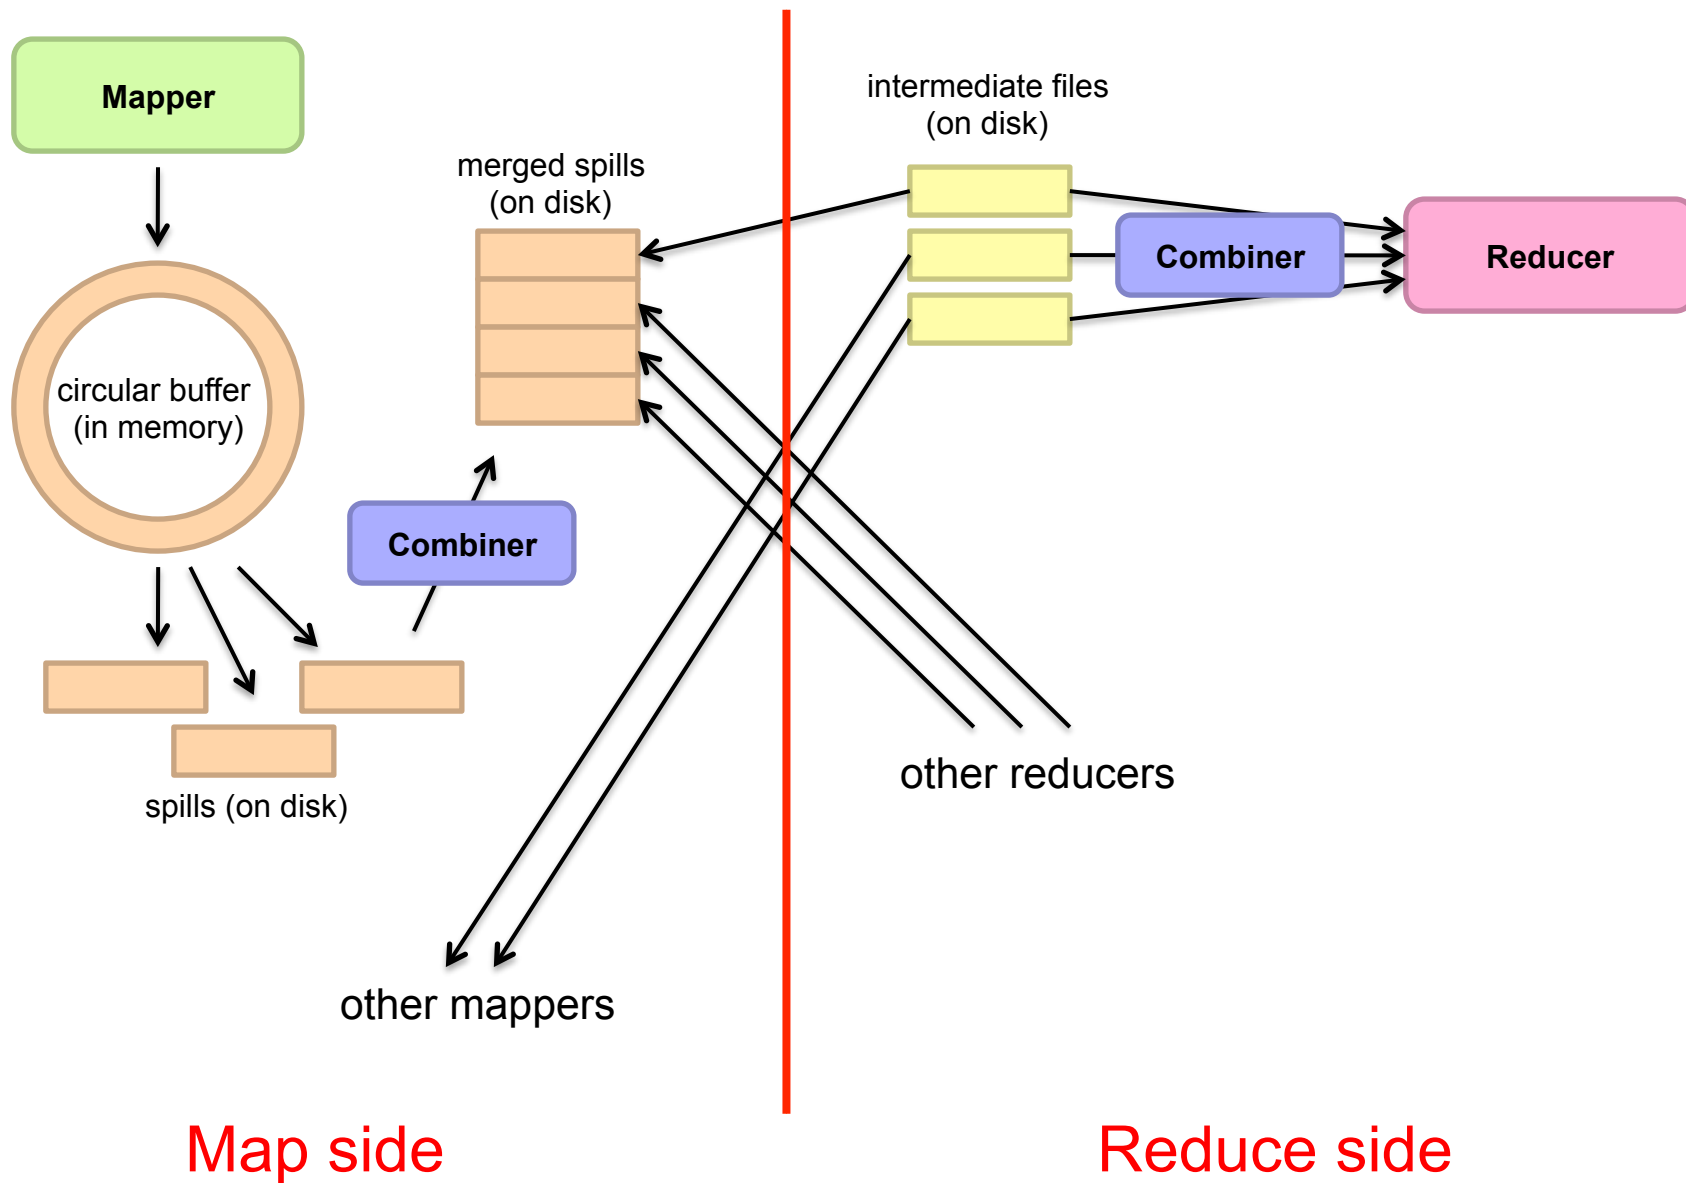 Mapper
circular buffer
(in memory)
spills (on disk)
Combiner
merged spills
(on disk)
other mappers
Map side
intermediate files
(on disk)
Combiner
Reducer
other reducers
Reduce side